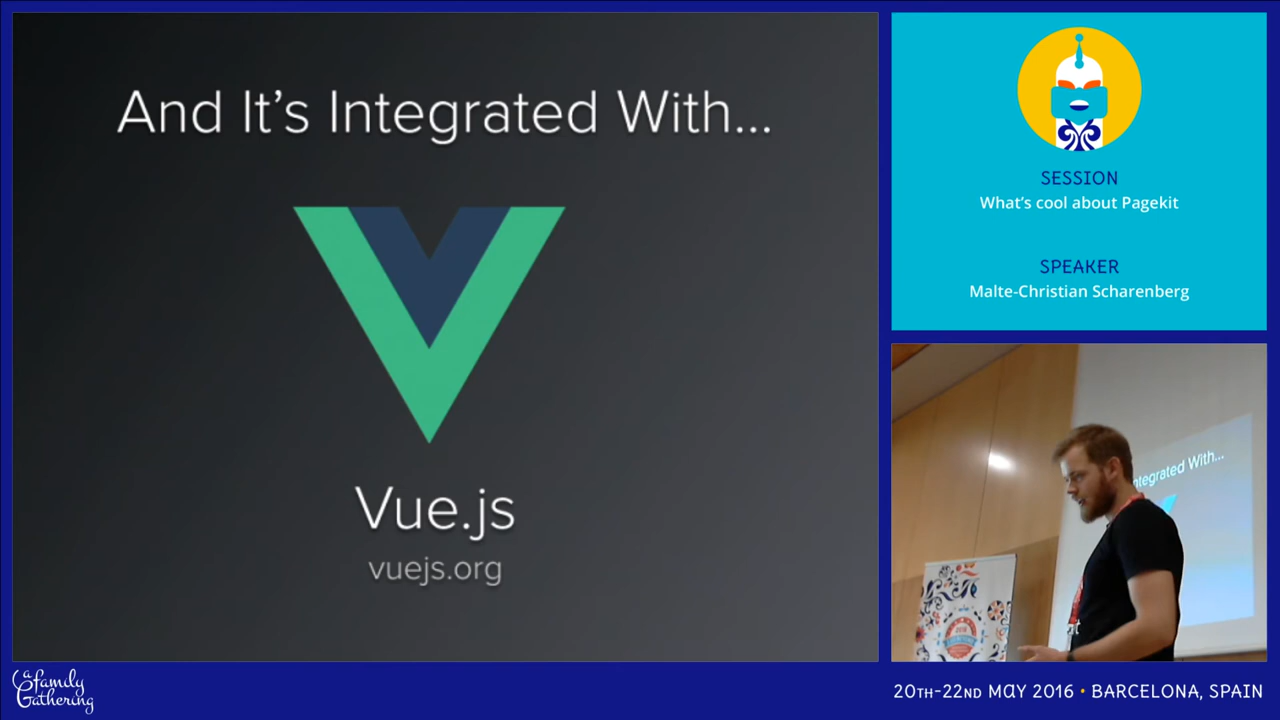 And It's Integrated With...
Vue.js
vuejs.org
SESSION
What's cool about Pagekit
SPEAKER
Malte-Christian Scharenberg
ntegrated With...
a family
Gathering
20TH-22ND MAY 2016 • BARCELONA, SPAIN